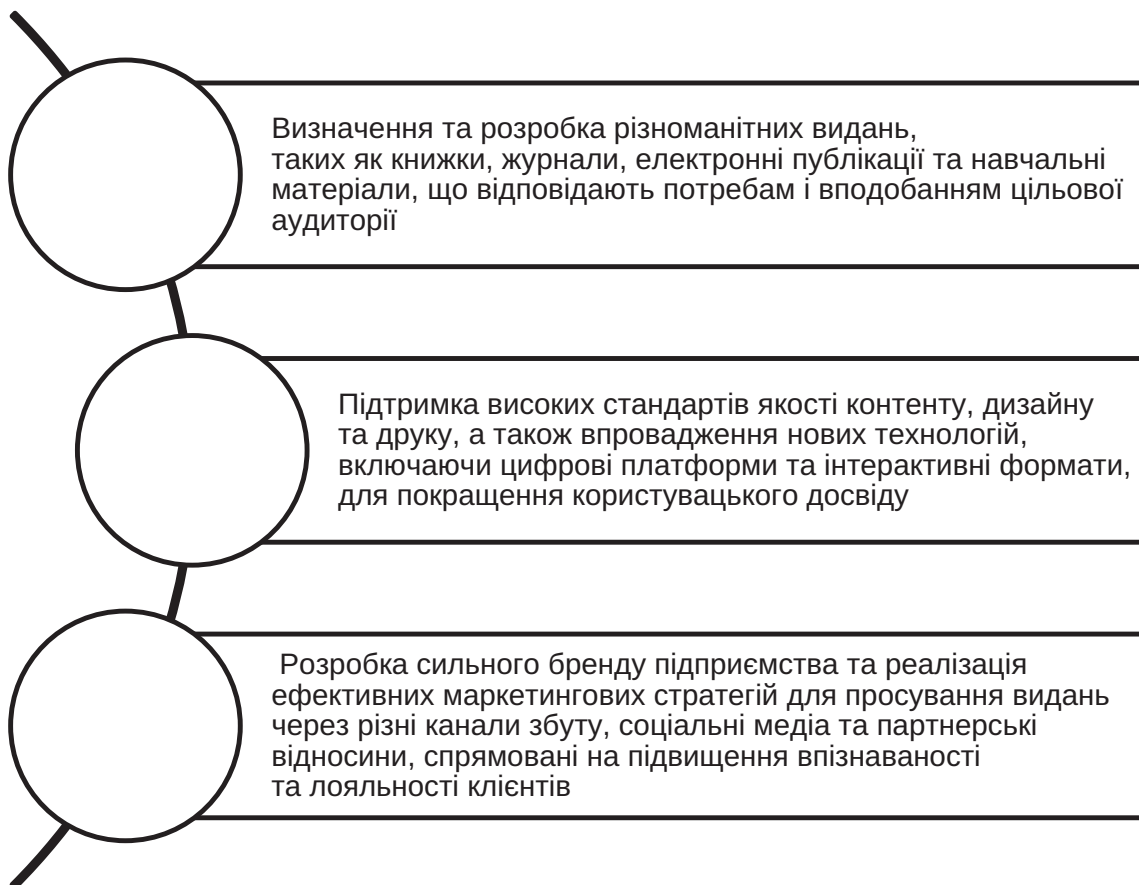 Визначення та розробка різноманітних видань,
таких як книжки, журнали, електронні публікації та навчальні
матеріали, що відповідають потребам і вподобанням цільової
аудиторії
Підтримка високих стандартів якості контенту, дизайну
та друку, а також впровадження нових технологій,
включаючи цифрові платформи та інтерактивні формати,
для покращення користувацького досвіду
Розробка сильного бренду підприємства та реалізація
ефективних маркетингових стратегій для просування видань
через різні канали збуту, соціальні медіа та партнерські
відносини, спрямовані на підвищення впізнаваності
та лояльності клієнтів